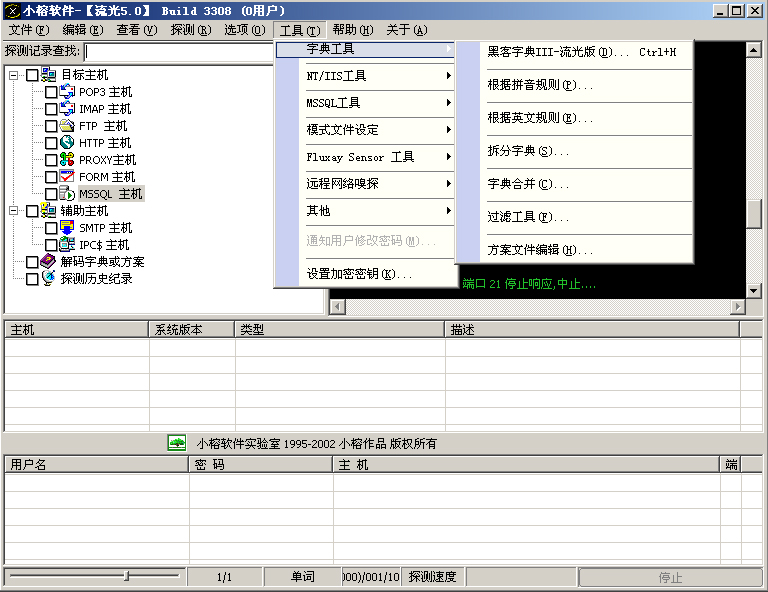 小榕软件-【流光5.0】 Build 3308 (0用户)
文件(F) 编辑(E) 查看(V) 探测(R) 选项(O) 工具(T) 帮助(H) 关于(A)
探测记录查找:
目标主机
POP3 主机
IMAP 主机
FTP 主机
HTTP 主机
PROXY主机
FORM 主机
MSSQL 主机
辅助主机
SMTP 主机
IPC$ 主机
解码字典或方案
探测历史纪录
字典工具
NT/IIS工具
MSSQL工具
模式文件设定
Fluxay Sensor 工具
远程网络嗅探
其他
通知用户修改密码(M)...
设置加密密钥(K)...
黑客字典III-流光版(D)... Ctrl+H
根据拼音规则(P)...
根据英文规则(E)...
拆分字典(S)...
字典合并(C)...
过滤工具(F)...
方案文件编辑(H)...
端口 21 停止响应,中止....
主机 系统版本 类型 描述
小榕软件实验室 1995-2002 小榕作品 版权所有
用户名 密 码 主 机 端
1/1 单词 000)/001/10 探测速度 停止